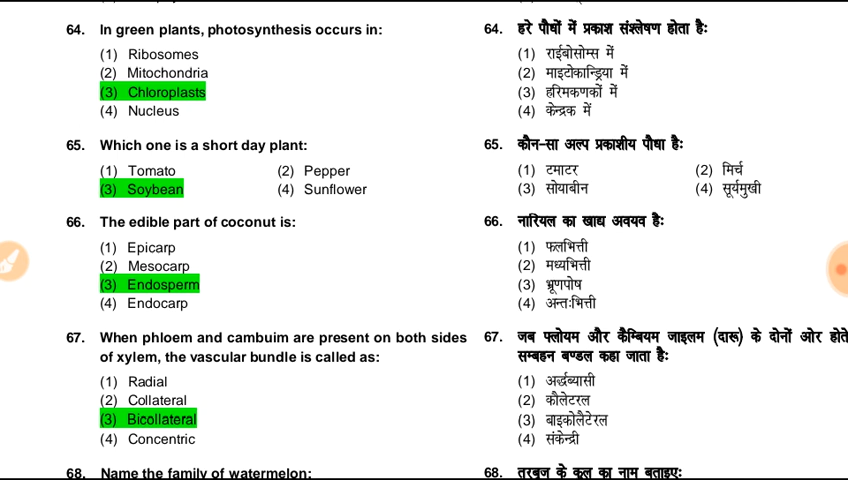 64. In green plants, photosynthesis occurs in:
(1) Ribosomes
(2) Mitochondria
(3) Chloroplasts
(4) Nucleus
65. Which one is a short day plant:
(1) Tomato (2) Pepper
(3) Soybean (4) Sunflower
66. The edible part of coconut is:
(1) Epicarp
(2) Mesocarp
(3) Endosperm
(4) Endocarp
67. When phloem and cambuim are present on both sides
of xylem, the vascular bundle is called as:
(1) Radial
(2) Collateral
(3) Bicollateral
(4) Concentric
68. Name the family of watermelon:
64. हरे पौधों में प्रकाश संश्लेषण होता है:
(1) राईबोसोम्स में
(2) माइटोकान्ड्रिया में
(3) हरिमकणकों में
(4) केन्द्रक में
65. कौन-सा अल्प प्रकाशीय पौधा है:
(1) टमाटर (2) मिर्च
(3) सोयाबीन (4) सूर्यमुखी
66. नारियल का खाद्य अवयव है:
(1) फलभित्ती
(2) मध्यभित्ती
(3) भ्रूणपोष
(4) अन्तःभित्ती
67. जब फ्लोयम और कैम्बियम जाइलम (दारू) के दोनों ओर होते
सम्बहन बण्डल कहा जाता है:
(1) अर्द्धव्यासी
(2) कौलेटरल
(3) बाइकोलैटेरल
(4) संकेन्द्री
68. तरबूज के कुल का नाम बताइए: